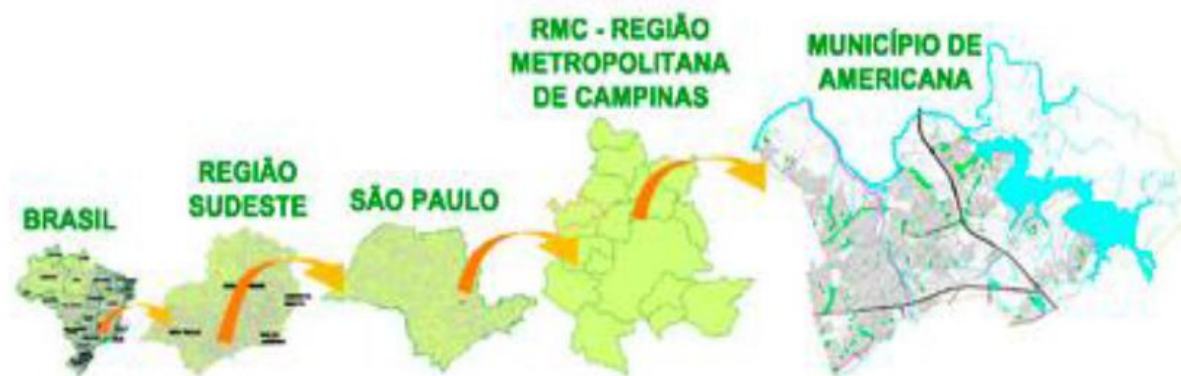 BRASIL
REGIÃO
SUDESTE
SÃO PAULO
RMC - REGIÃO
METROPOLITANA
DE CAMPINAS
MUNICÍPIO DE
AMERICANA